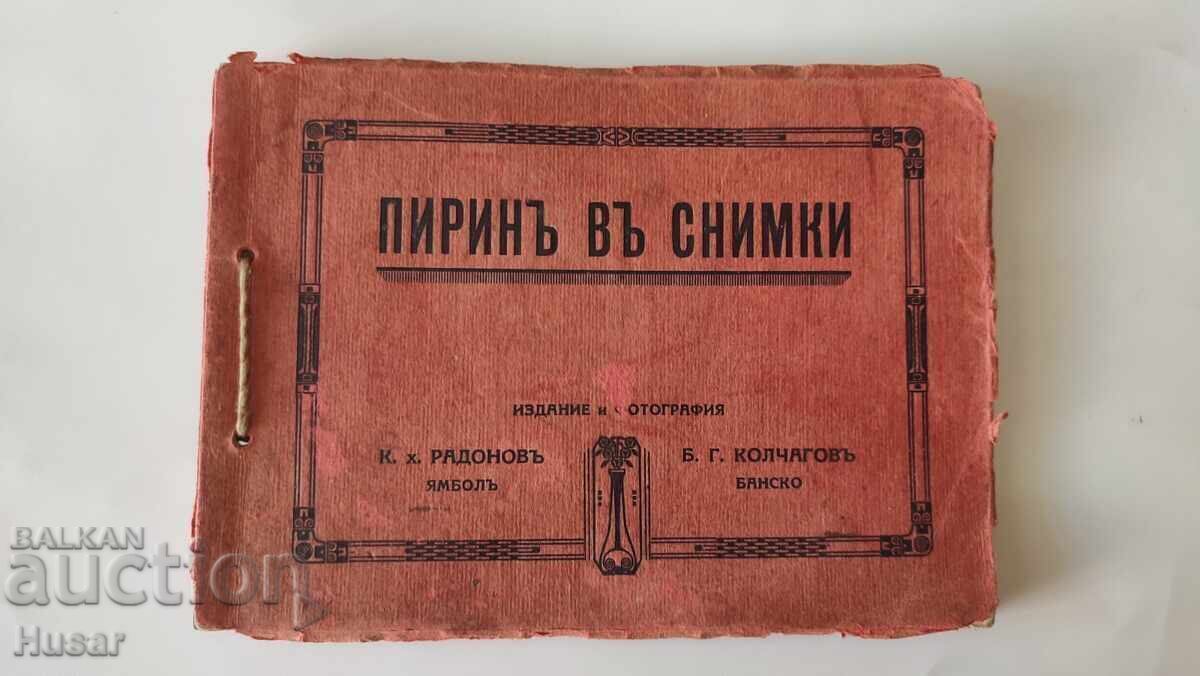 ПИРИНЪ ВЪ СНИМКИ
ИЗДАНИЕ и ФОТОГРАФИЯ
К. х. РАДОНОВЪ
ЯМБОЛЪ
Б. Г. КОЛЧАГОВЪ
БАНСКО
BALKAN
auction
Husar